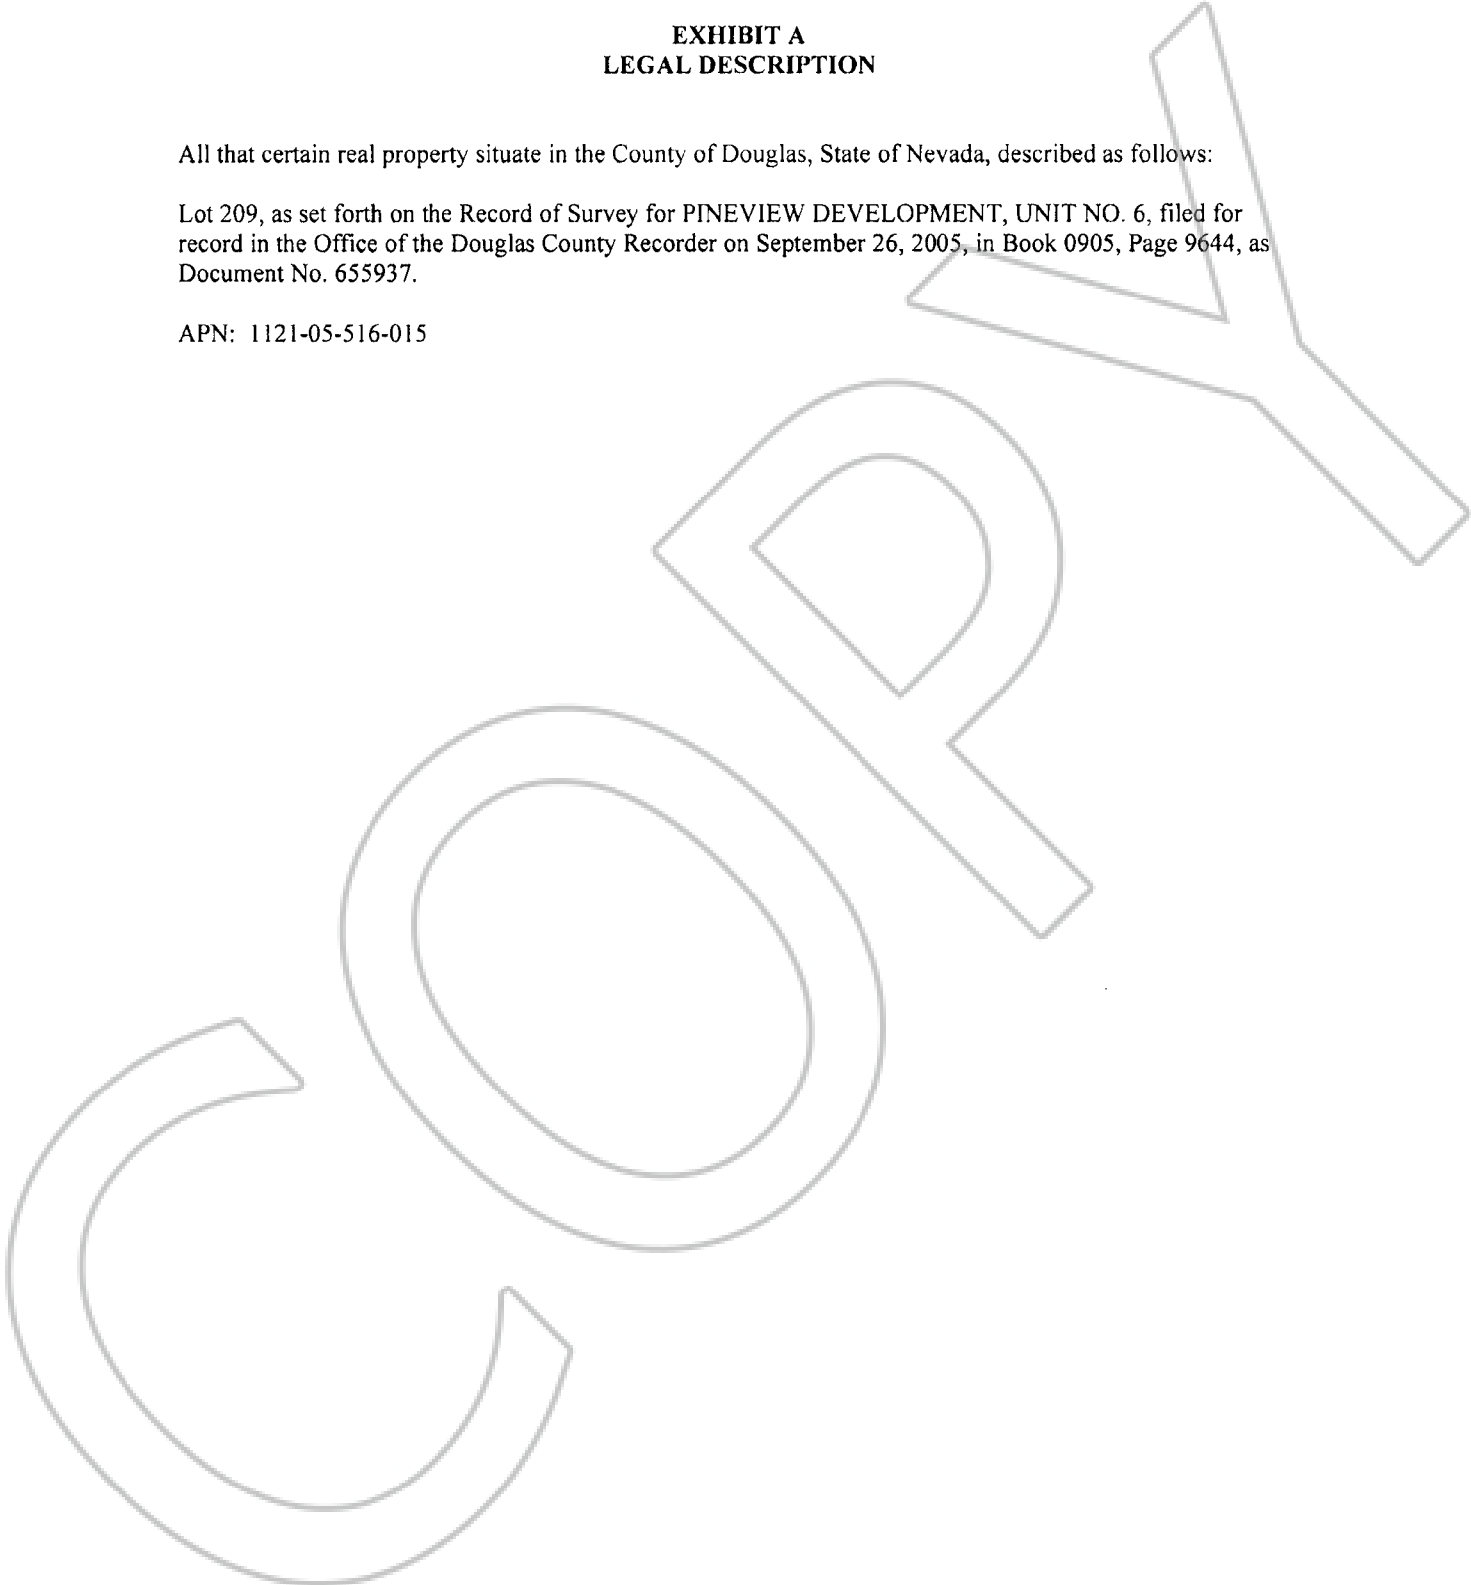 EXHIBIT A
LEGAL DESCRIPTION
All that certain real property situate in the County of Douglas, State of Nevada, described as follows:
Lot 209, as set forth on the Record of Survey for PINEVIEW DEVELOPMENT, UNIT NO. 6, filed for
record in the Office of the Douglas County Recorder on September 26, 2005, in Book 0905, Page 9644, as
Document No. 655937.
APN: 1121-05-516-015
COPY